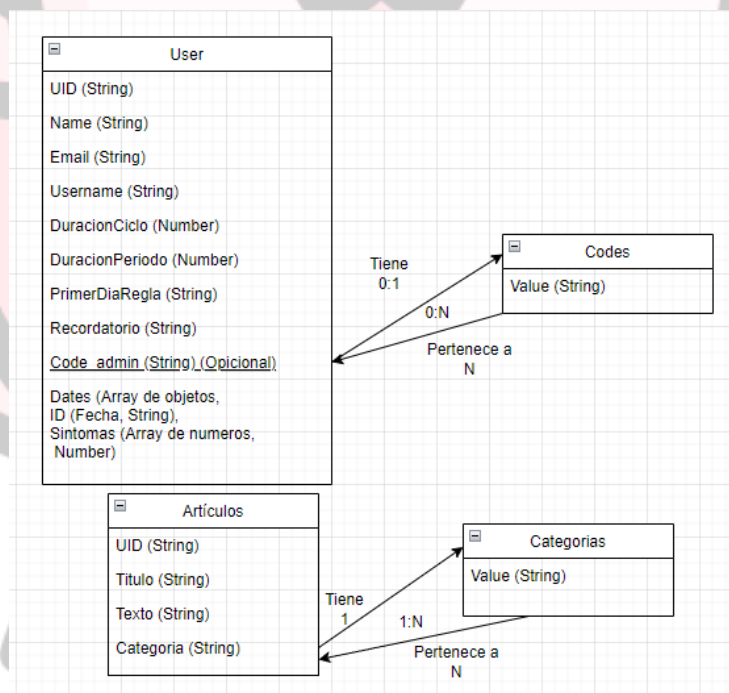 User
UID (String)
Name (String)
Email (String)
Username (String)
DuracionCiclo (Number)
DuracionPeriodo (Number)
PrimerDiaRegla (String)
Recordatorio (String)
Code_admin (String) (Opicional)
Dates (Array de objetos,
ID (Fecha, String),
Sintomas (Array de numeros,
Number)
Tiene
0:1
0:N
Pertenece a
N
Codes
Value (String)
Artículos
UID (String)
Titulo (String)
Texto (String)
Categoria (String)
Tiene
1
1:N
Pertenece a
N
Categorias
Value (String)